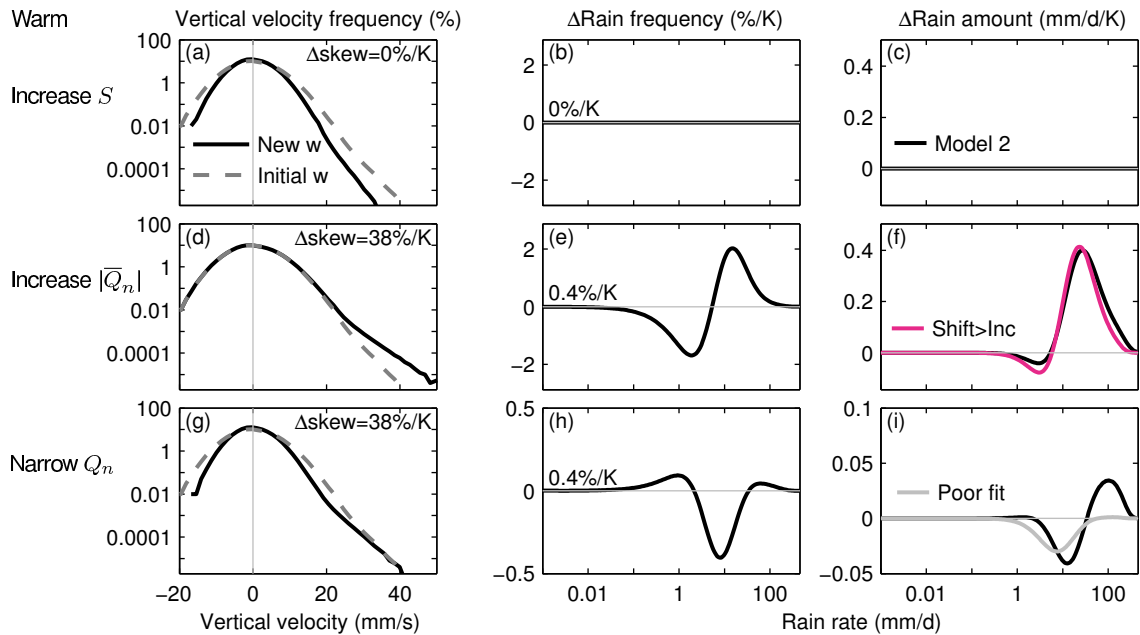 Warm
Vertical velocity frequency (%)
ΔRain frequency (%/K)
ΔRain amount (mm/d/K)
Increase S
100
1
0.01
0.0001
(a)
Δskew=0%/K
New w
Initial w
2
0
−2
(b)
0%/K
0.4
0.2
0
(c)
Model 2
Increase |Q̅ₙ|
100
1
0.01
0.0001
(d)
Δskew=38%/K
2
0
−2
(e)
0.4%/K
0.4
0.2
0
(f)
Shift>Inc
Narrow Qₙ
100
1
0.01
0.0001
(g)
Δskew=38%/K
0.5
0
−0.5
(h)
0.4%/K
0.1
0.05
0
−0.05
(i)
Poor fit
−20 0 20 40
0.01 1 100
0.01 1 100
Vertical velocity (mm/s)
Rain rate (mm/d)